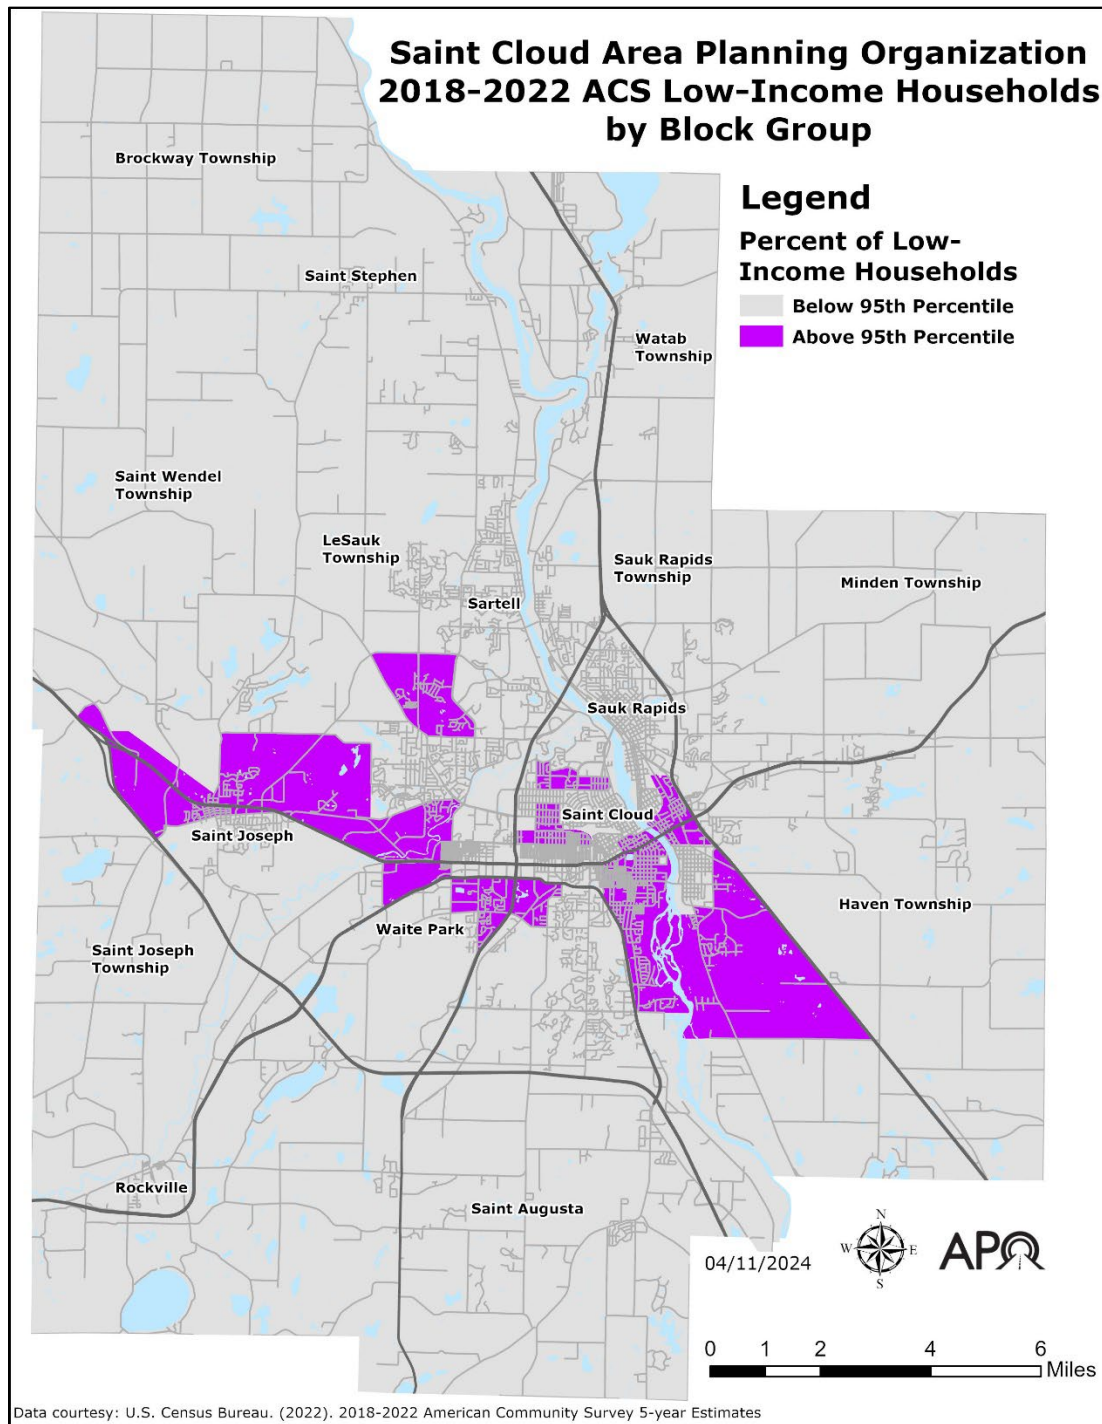 Saint Cloud Area Planning Organization
2018-2022 ACS Low-Income Households
by Block Group
Legend
Percent of Low-
Income Households
Below 95th Percentile
Above 95th Percentile
Brockway Township
Saint Stephen
Watab
Township
Saint Wendel
Township
LeSauk
Township
Sartell
Sauk Rapids
Township
Minden Township
Sauk Rapids
Saint Cloud
Saint Joseph
Waite Park
Haven Township
Saint Joseph
Township
Rockville
Saint Augusta
04/11/2024
N
W E
S
APO
0 1 2 4 6
Miles
Data courtesy: U.S. Census Bureau. (2022). 2018-2022 American Community Survey 5-year Estimates